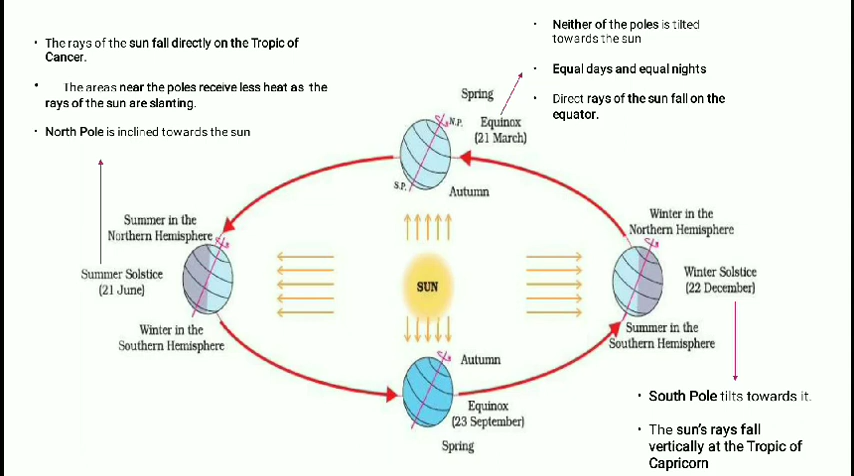 • The rays of the sun fall directly on the Tropic of
Cancer.
• The areas near the poles receive less heat as the
rays of the sun are slanting.
• North Pole is inclined towards the sun
• Neither of the poles is tilted
towards the sun
• Equal days and equal nights
• Direct rays of the sun fall on the
equator.
Spring
N.P.
Equinox
(21 March)
S.P.
Autumn
Summer in the
Northern Hemisphere
Summer Solstice
(21 June)
Winter in the
Southern Hemisphere
SUN
Winter in the
Northern Hemisphere
Winter Solstice
(22 December)
Summer in the
Southern Hemisphere
Autumn
Equinox
(23 September)
Spring
• South Pole tilts towards it.
• The sun's rays fall
vertically at the Tropic of
Capricorn